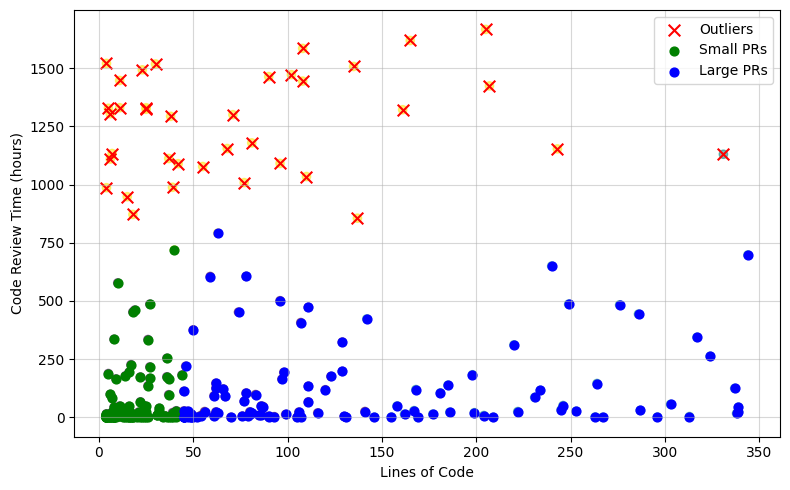 Outliers
Small PRs
Large PRs
1500
1250
1000
750
500
250
0
Code Review Time (hours)
0 50 100 150 200 250 300 350
Lines of Code